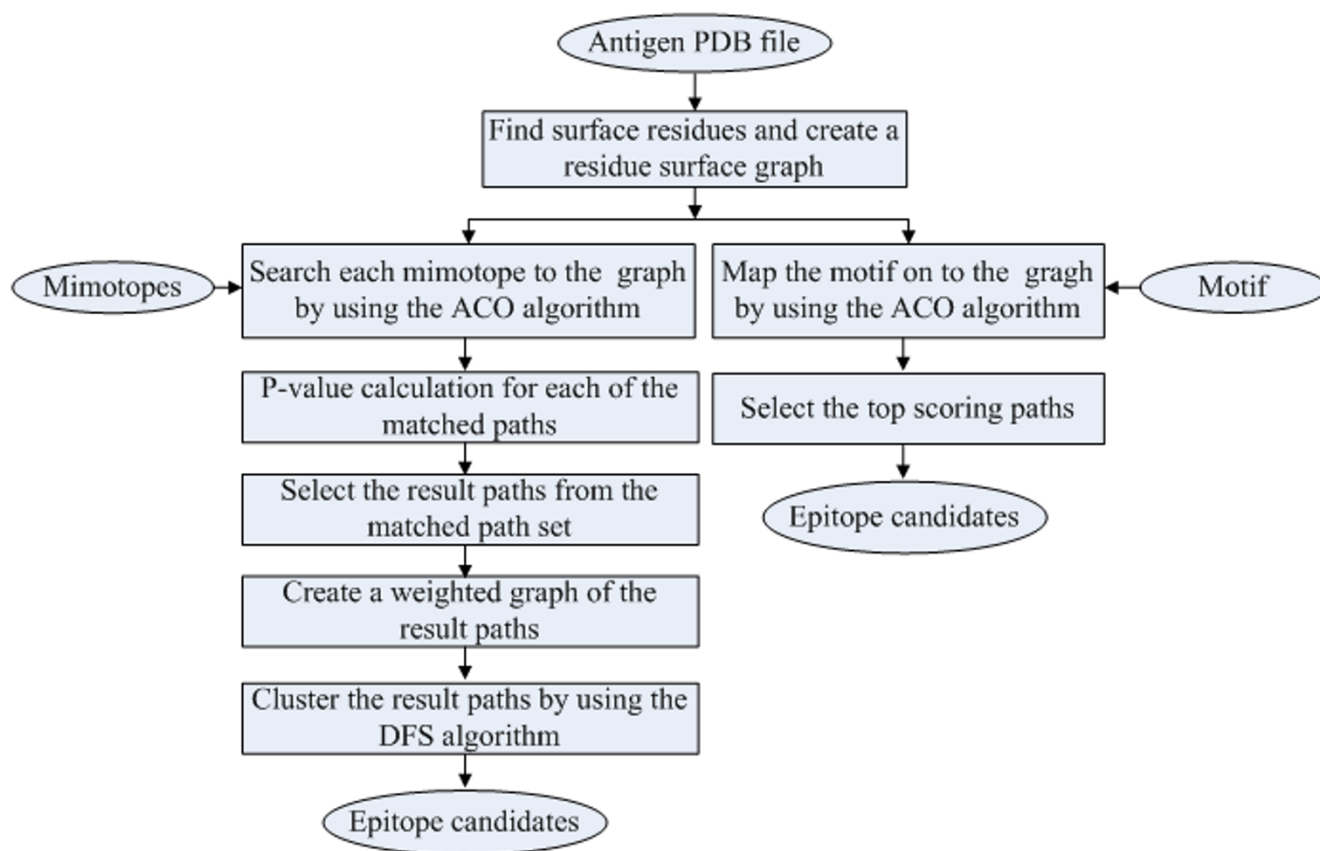 Antigen PDB file
Find surface residues and create a
residue surface graph
Mimotopes
Search each mimotope to the graph
by using the ACO algorithm
Map the motif on to the gragh
by using the ACO algorithm
Motif
P-value calculation for each of the
matched paths
Select the top scoring paths
Select the result paths from the
matched path set
Epitope candidates
Create a weighted graph of the
result paths
Cluster the result paths by using the
DFS algorithm
Epitope candidates